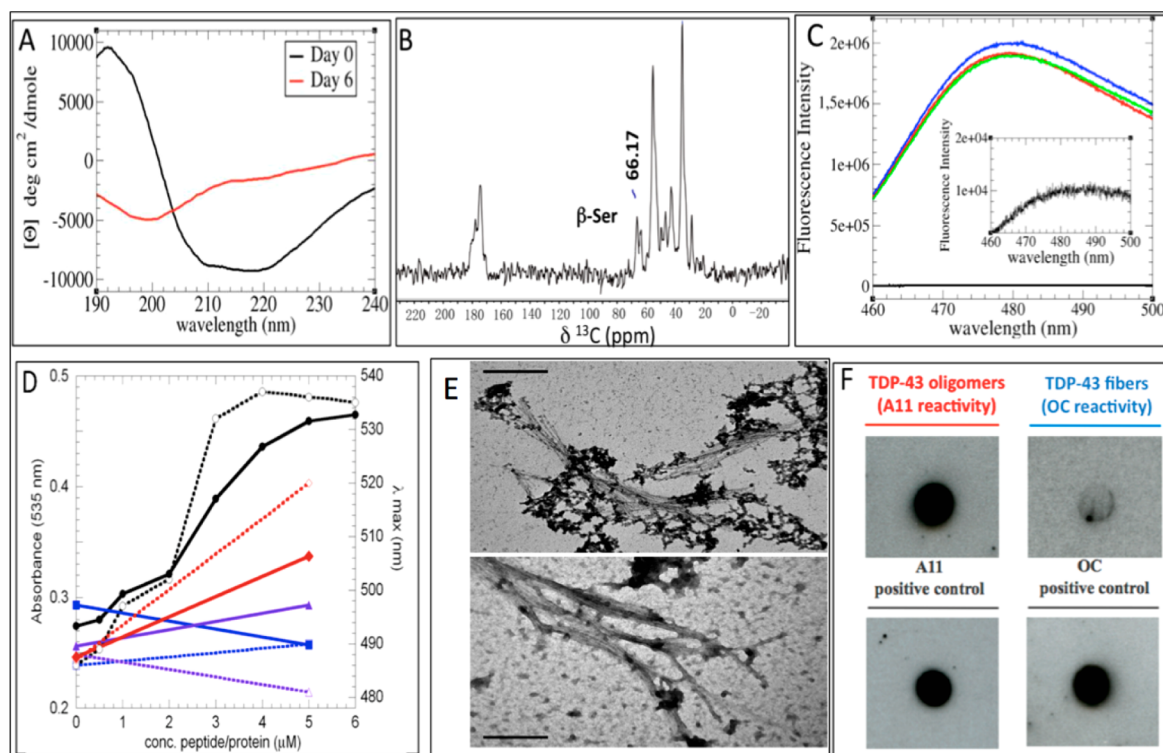 A
10000
5000
0
-5000
-10000
[Θ] deg cm 2 /dmole
Day 0
Day 6
190 200 210 220 230 240
wavelength (nm)
B
66.17
β-Ser
220 200 180 160 140 120 100 80 60 40 20 0 -20
δ 13C (ppm)
C
2e+06
1,5e+06
1e+06
5e+05
0
Fluorescence Intensity
2e+04
1e+04
Fluorescence Intensity
460 470 480 490 500
wavelength (nm)
460 470 480 490 500
wavelength (nm)
D
0.5
0.4
0.3
0.2
Absorbance (535 nm)
540
530
520
510
500
490
480
λ max (nm)
0 1 2 3 4 5 6
conc. peptide/protein (μM)
E
F
TDP-43 oligomers
(A11 reactivity)
TDP-43 fibers
(OC reactivity)
A11
positive control
OC
positive control